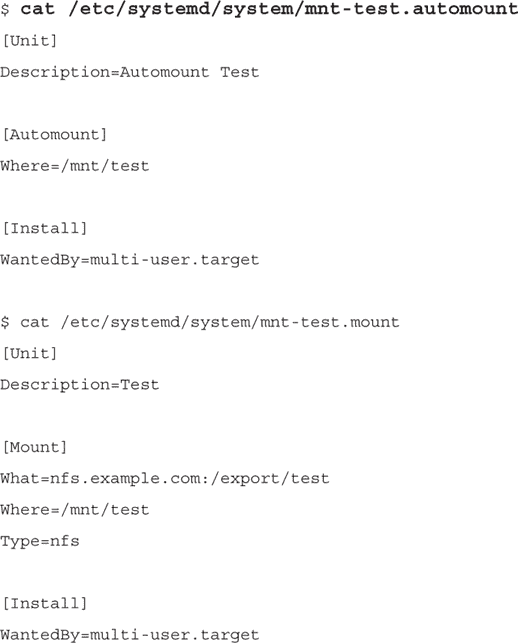 $ cat /etc/systemd/system/mnt-test.automount
[Unit]
Description=Automount Test
[Automount]
Where=/mnt/test
[Install]
WantedBy=multi-user.target
$ cat /etc/systemd/system/mnt-test.mount
[Unit]
Description=Test
[Mount]
What=nfs.example.com:/export/test
Where=/mnt/test
Type=nfs
[Install]
WantedBy=multi-user.target